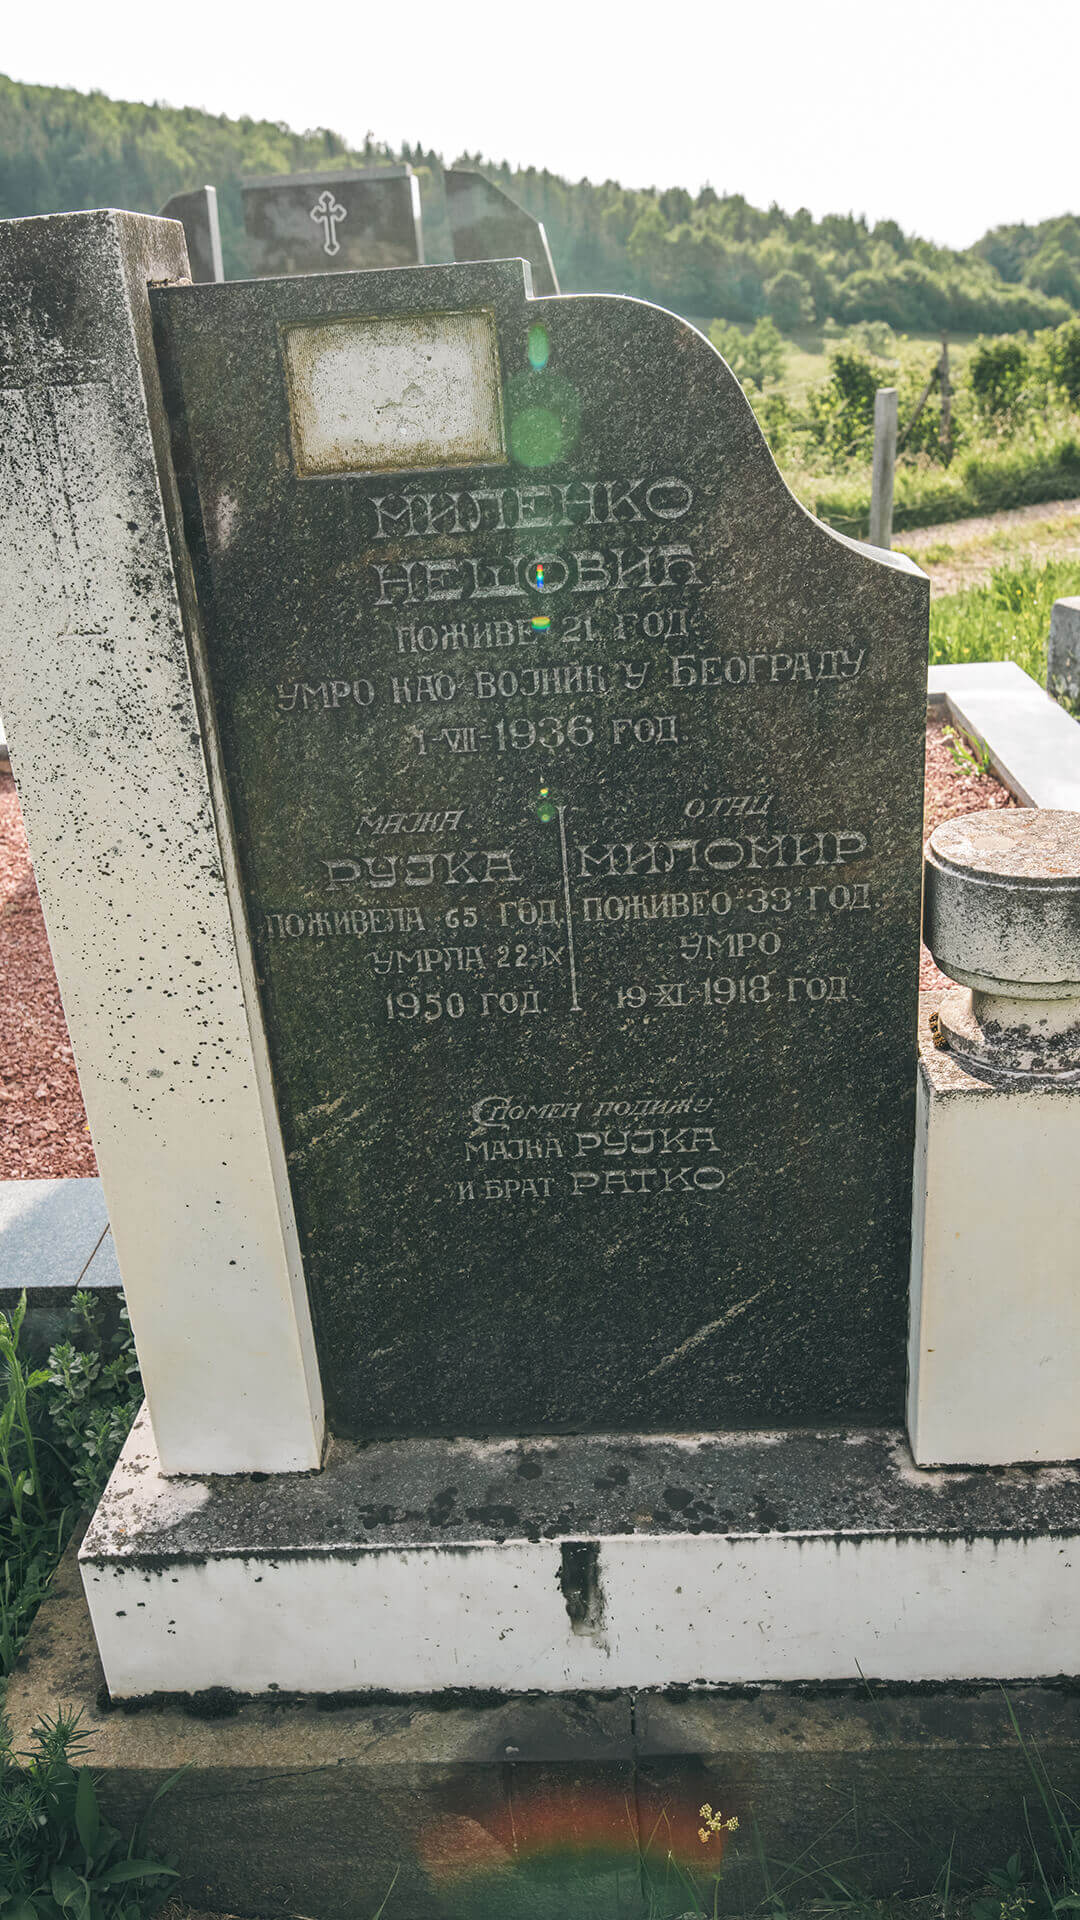 МИЛЕНКО
НЕШОВИЋ
ПОЖИВЕ 21. ГОД.
УМРО КАО ВОЈНИК У БЕОГРАДУ
1-VII-1936 ГОД.
МАЈКА
РУЈКА
ПОЖИВЕЛА 65 ГОД.
УМРЛА 22-IX
1950 ГОД.
ОТАЦ
МИЛОМИР
ПОЖИВЕО 33 ГОД.
УМРО
19-XI-1918 ГОД.
СПОМЕН ПОДИЖУ
МАЈКА РУЈКА
И БРАТ РАТКО